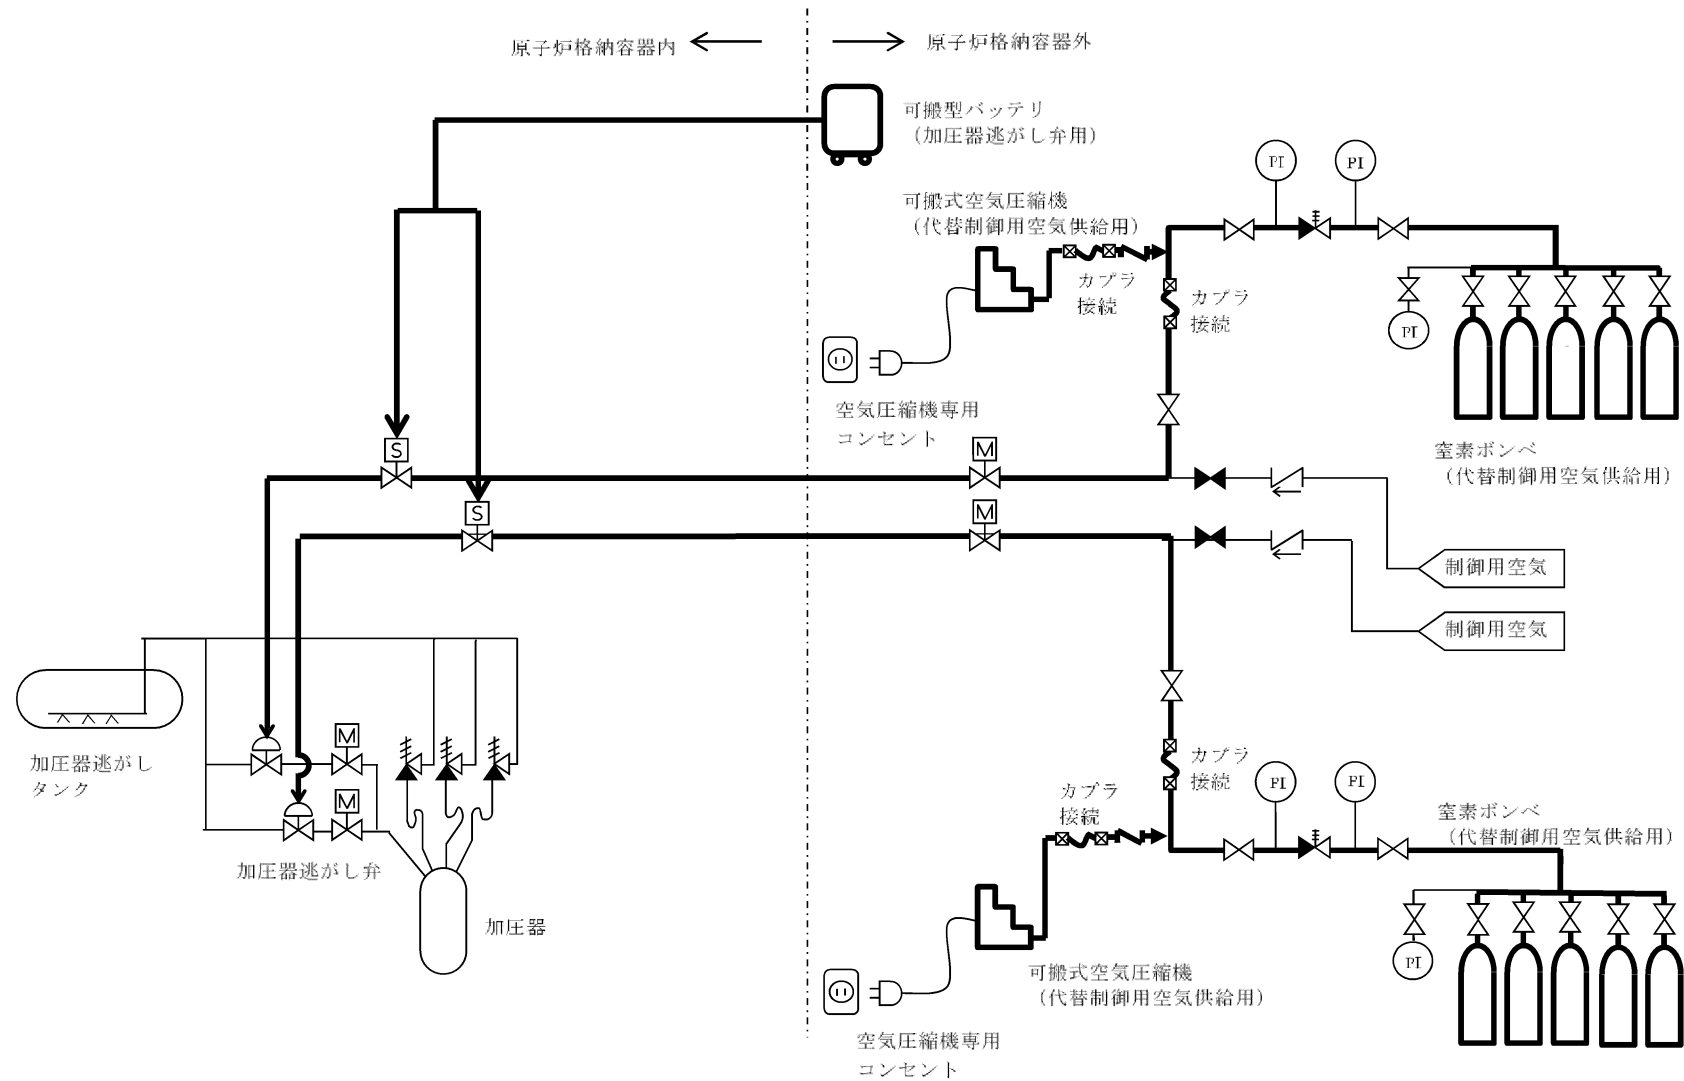 原子炉格納容器内
原子炉格納容器外
可搬型バッテリ
（加圧器逃がし弁用）
PI
PI
可搬式空気圧縮機
（代替制御用空気供給用）
カプラ
接続
カプラ
接続
PI
空気圧縮機専用
コンセント
窒素ボンベ
（代替制御用空気供給用）
S
M
S
M
制御用空気
制御用空気
加圧器逃がし
タンク
M
M
加圧器逃がし弁
加圧器
カプラ
接続
カプラ
接続
PI
PI
窒素ボンベ
（代替制御用空気供給用）
PI
可搬式空気圧縮機
（代替制御用空気供給用）
空気圧縮機専用
コンセント